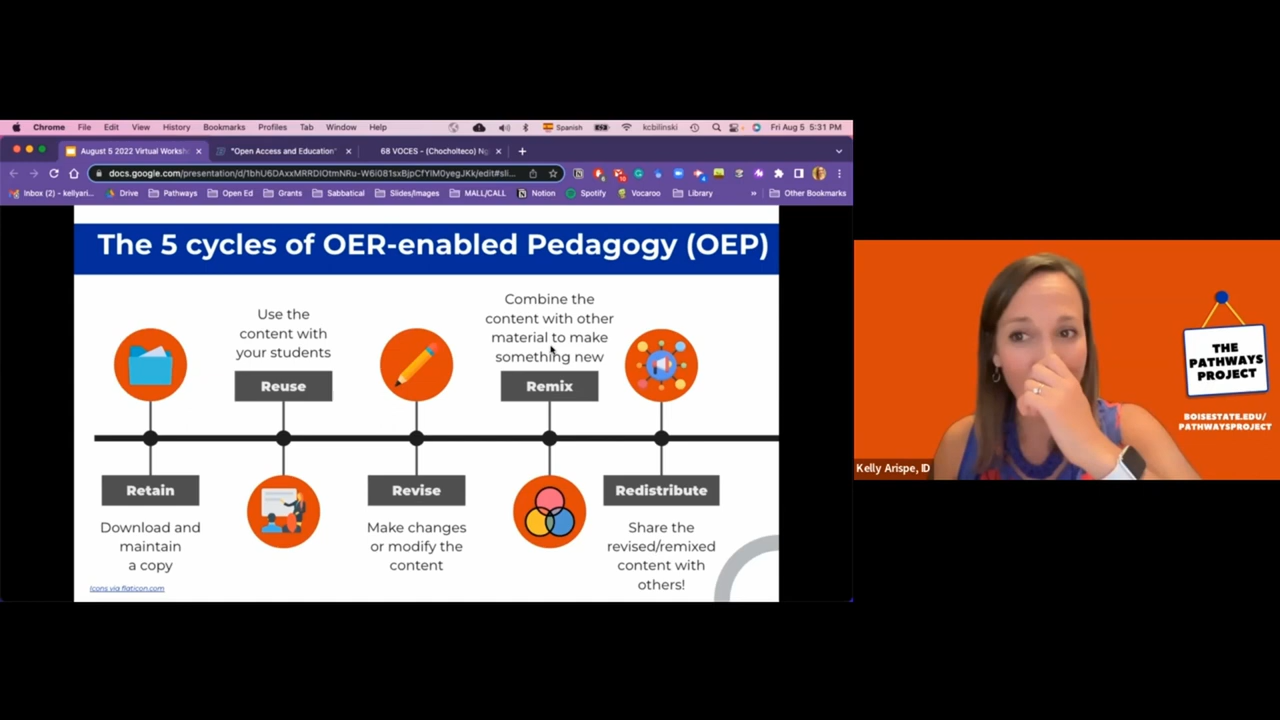 Chrome File Edit View History Bookmarks Profiles Tab Window Help Spanish kcbilinski Fri Aug 5 5:31 PM
August 5 2022 Virtual Worksh "Open Access and Education" 68 VOCES - (Chocholteco) Ng
Inbox (2) - kellyari... Drive Pathways Open Ed Grants Sabbatical Slides/Images MALL/CALL Notion Spotify Vocaroo Library » Other Bookmarks
The 5 cycles of OER-enabled Pedagogy (OEP)
Use the
content with
your students
Combine the
content with other
material to make
something new
Reuse
Remix
Retain
Revise
Redistribute
Download and
maintain
a copy
Make changes
or modify the
content
Share the
revised/remixed
content with
others!
Icons via flaticon.com
THE
PATHWAYS
PROJECT
BOISESTATE.EDU/
PATHWAYSPROJECT
Kelly Arispe, ID